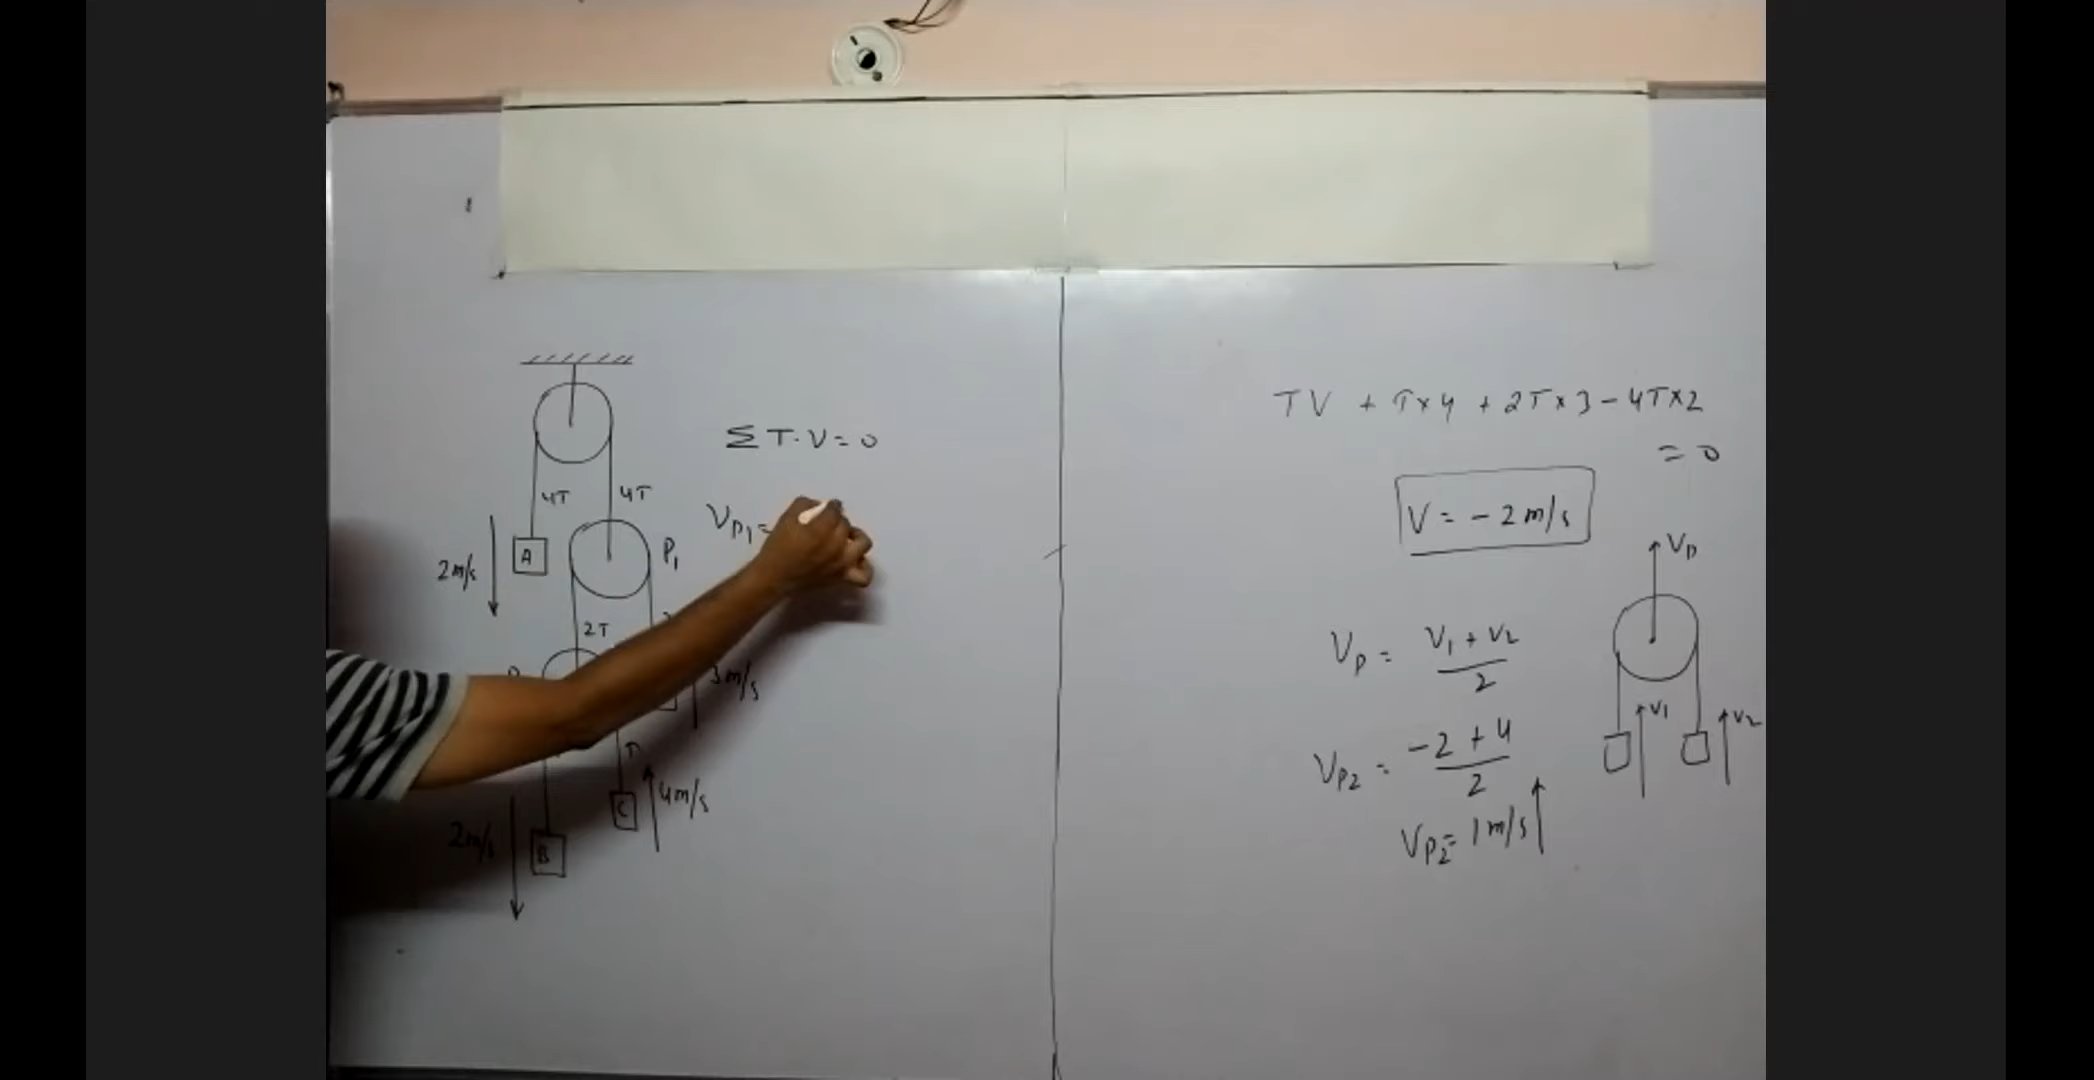 4T
4T
A
P1
2m/s
2T
3m/s
T
C
4m/s
2m/s
B
Σ T·V = 0
VP1 =
TV + T×4 + 2T×3 - 4T×2
= 0
V = - 2 m/s
VP
VP = V1 + V2 / 2
V1
V2
VP2 = -2 + 4 / 2
VP2 = 1 m/s